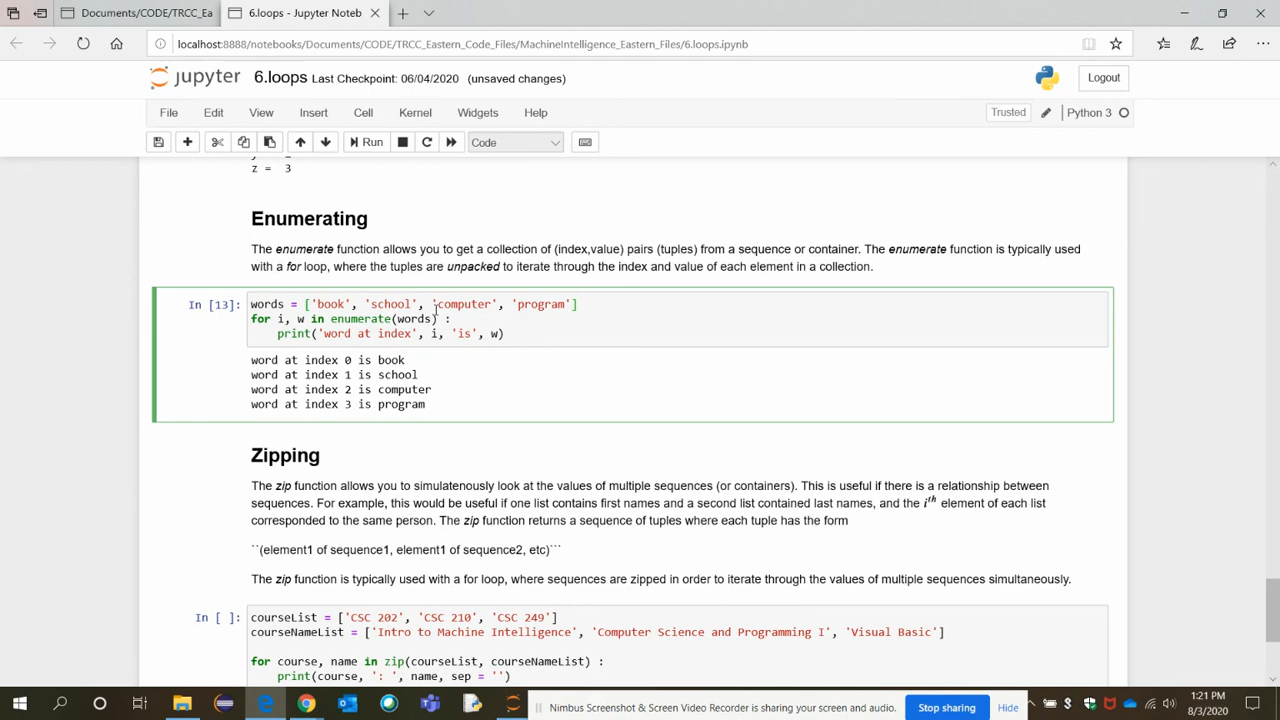 Documents/CODE/TRCC_Ea
6.loops - Jupyter Noteb
localhost:8888/notebooks/Documents/CODE/TRCC_Eastern_Code_Files/MachineIntelligence_Eastern_Files/6.loops.ipynb
jupyter 6.loops Last Checkpoint: 06/04/2020 (unsaved changes) Logout
File Edit View Insert Cell Kernel Widgets Help Trusted Python 3
Run Code
z = 3
Enumerating
The enumerate function allows you to get a collection of (index,value) pairs (tuples) from a sequence or container. The enumerate function is typically used
with a for loop, where the tuples are unpacked to iterate through the index and value of each element in a collection.
In [13]: words = ['book', 'school', 'computer', 'program']
for i, w in enumerate(words) :
print('word at index', i, 'is', w)
word at index 0 is book
word at index 1 is school
word at index 2 is computer
word at index 3 is program
Zipping
The zip function allows you to simulatenously look at the values of multiple sequences (or containers). This is useful if there is a relationship between
sequences. For example, this would be useful if one list contains first names and a second list contained last names, and the i^th element of each list
corresponded to the same person. The zip function returns a sequence of tuples where each tuple has the form
``(element1 of sequence1, element1 of sequence2, etc)```
The zip function is typically used with a for loop, where sequences are zipped in order to iterate through the values of multiple sequences simultaneously.
In [ ]: courseList = ['CSC 202', 'CSC 210', 'CSC 249']
courseNameList = ['Intro to Machine Intelligence', 'Computer Science and Programming I', 'Visual Basic']
for course, name in zip(courseList, courseNameList) :
print(course, ': ', name, sep = '')
Nimbus Screenshot & Screen Video Recorder is sharing your screen and audio. Stop sharing Hide
1:21 PM
8/3/2020